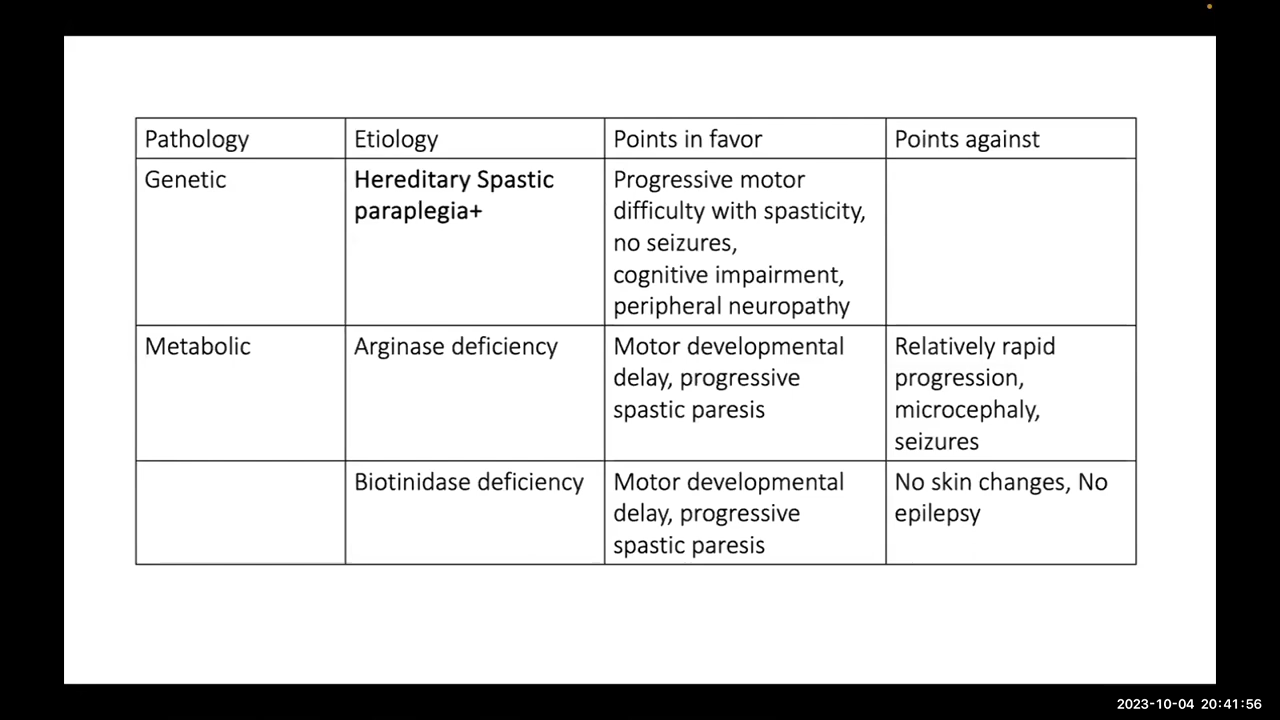 Pathology
Etiology
Points in favor
Points against
Genetic
Hereditary Spastic
paraplegia+
Progressive motor
difficulty with spasticity,
no seizures,
cognitive impairment,
peripheral neuropathy
Metabolic
Arginase deficiency
Motor developmental
delay, progressive
spastic paresis
Relatively rapid
progression,
microcephaly,
seizures
Biotinidase deficiency
Motor developmental
delay, progressive
spastic paresis
No skin changes, No
epilepsy
2023-10-04 20:41:56